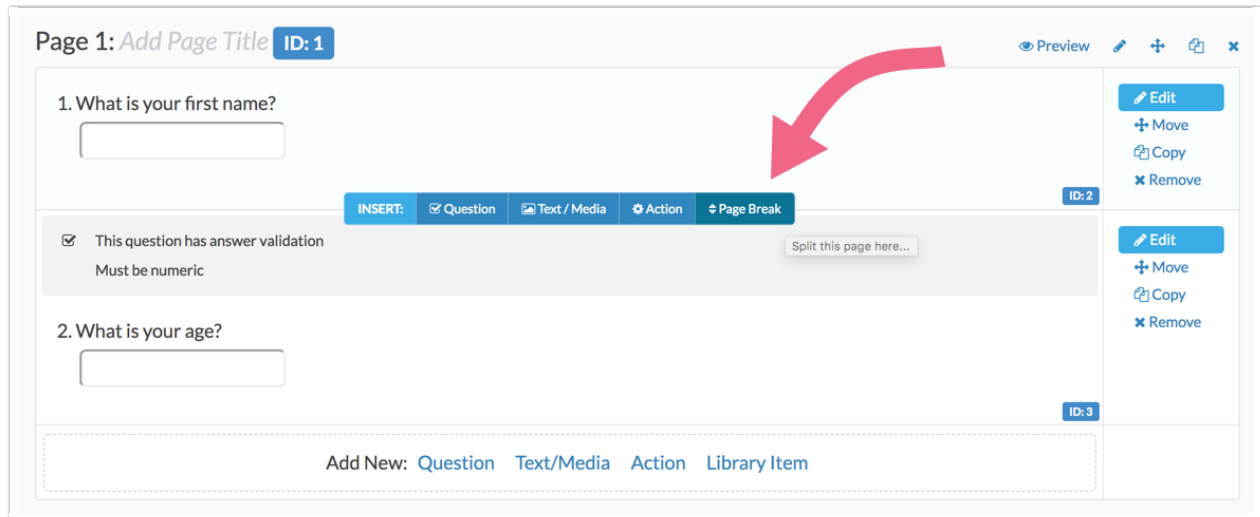 Page 1: Add Page Title ID: 1
Preview
1. What is your first name?
Edit
Move
Copy
Remove
ID: 2
INSERT: Question Text / Media Action Page Break
Split this page here...
This question has answer validation
Must be numeric
Edit
Move
Copy
Remove
2. What is your age?
ID: 3
Add New: Question Text/Media Action Library Item